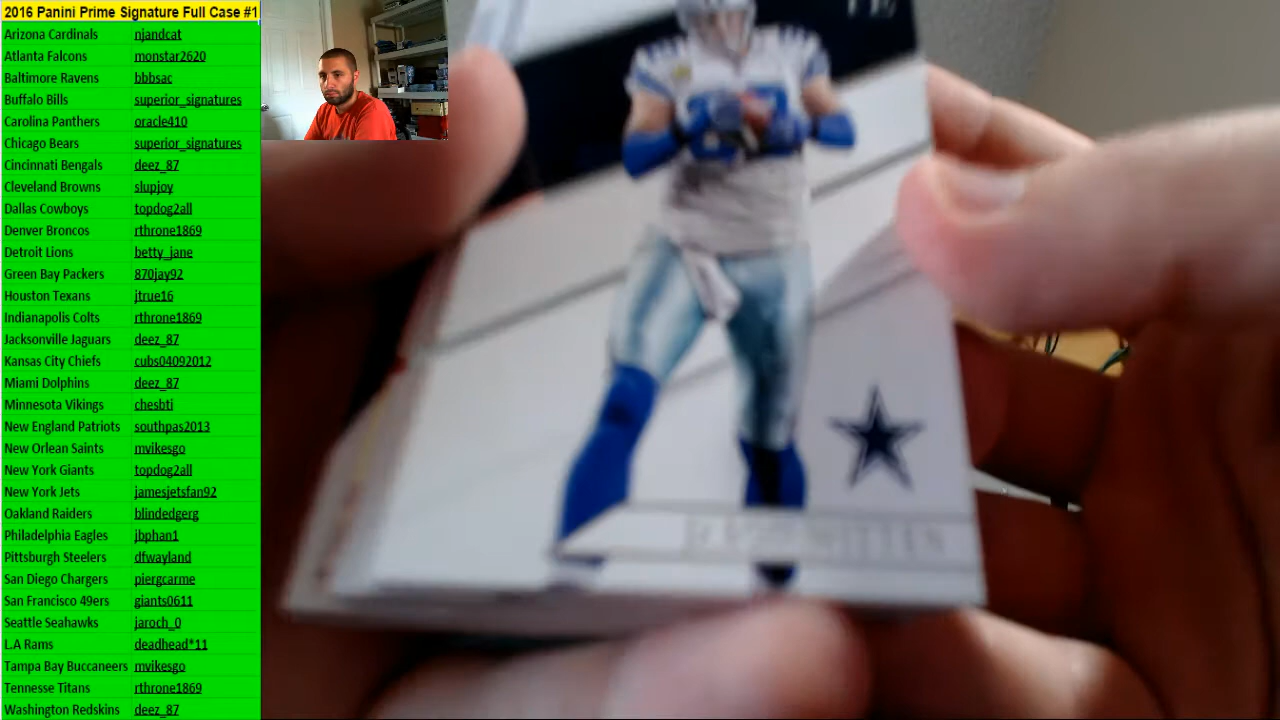 2016 Panini Prime Signature Full Case #1
Arizona Cardinals njandcat
Atlanta Falcons monstar2620
Baltimore Ravens bbbsac
Buffalo Bills superior_signatures
Carolina Panthers oracle410
Chicago Bears superior_signatures
Cincinnati Bengals deez_87
Cleveland Browns slupjoy
Dallas Cowboys topdog2all
Denver Broncos rthrone1869
Detroit Lions betty_jane
Green Bay Packers 870jay92
Houston Texans jtrue16
Indianapolis Colts rthrone1869
Jacksonville Jaguars deez_87
Kansas City Chiefs cubs04092012
Miami Dolphins deez_87
Minnesota Vikings chesbti
New England Patriots southpas2013
New Orlean Saints mvikesgo
New York Giants topdog2all
New York Jets jamesjetsfan92
Oakland Raiders blindedgerg
Philadelphia Eagles jbphan1
Pittsburgh Steelers dfwayland
San Diego Chargers piergcarme
San Francisco 49ers giants0611
Seattle Seahawks jaroch_0
L.A Rams deadhead*11
Tampa Bay Buccaneers mvikesgo
Tennesse Titans rthrone1869
Washington Redskins deez_87